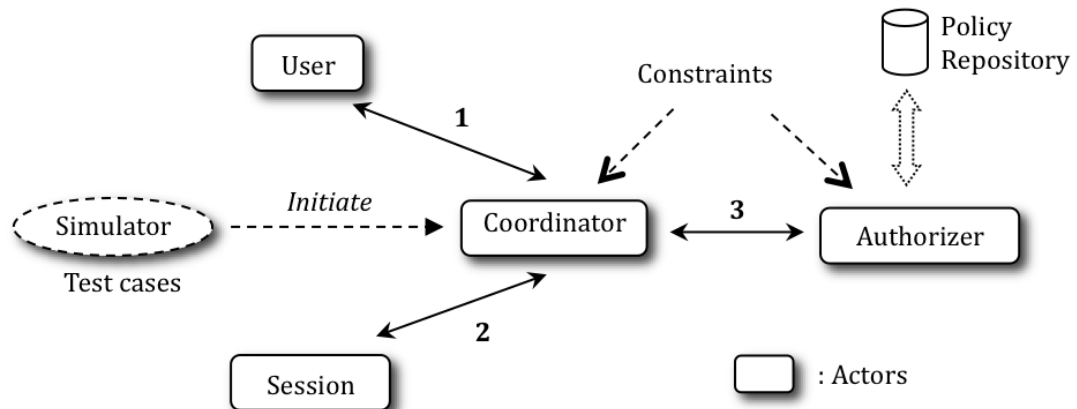 Policy
Repository
User
Constraints
1
Initiate
Simulator
Coordinator
3
Authorizer
Test cases
2
Session
: Actors